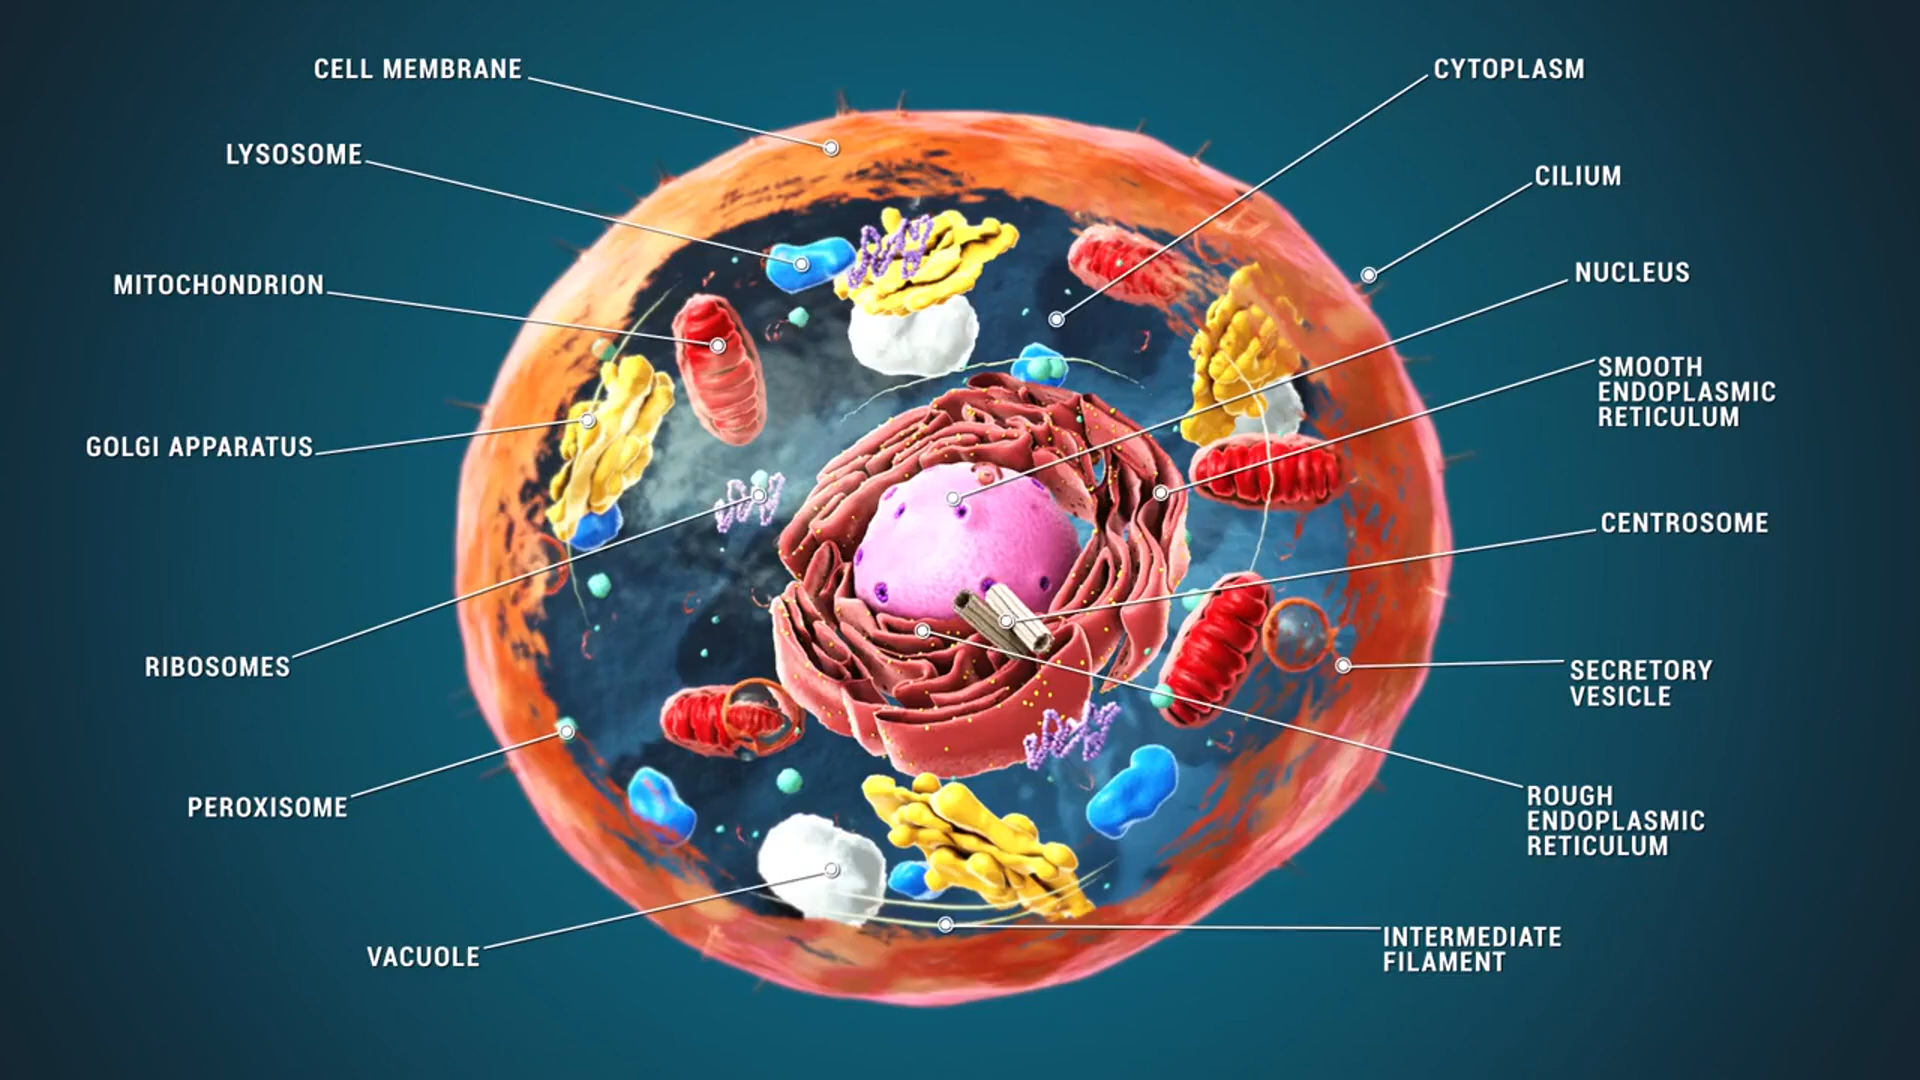 CELL MEMBRANE
LYSOSOME
MITOCHONDRION
GOLGI APPARATUS
RIBOSOMES
PEROXISOME
VACUOLE
CYTOPLASM
CILIUM
NUCLEUS
SMOOTH
ENDOPLASMIC
RETICULUM
CENTROSOME
SECRETORY
VESICLE
ROUGH
ENDOPLASMIC
RETICULUM
INTERMEDIATE
FILAMENT